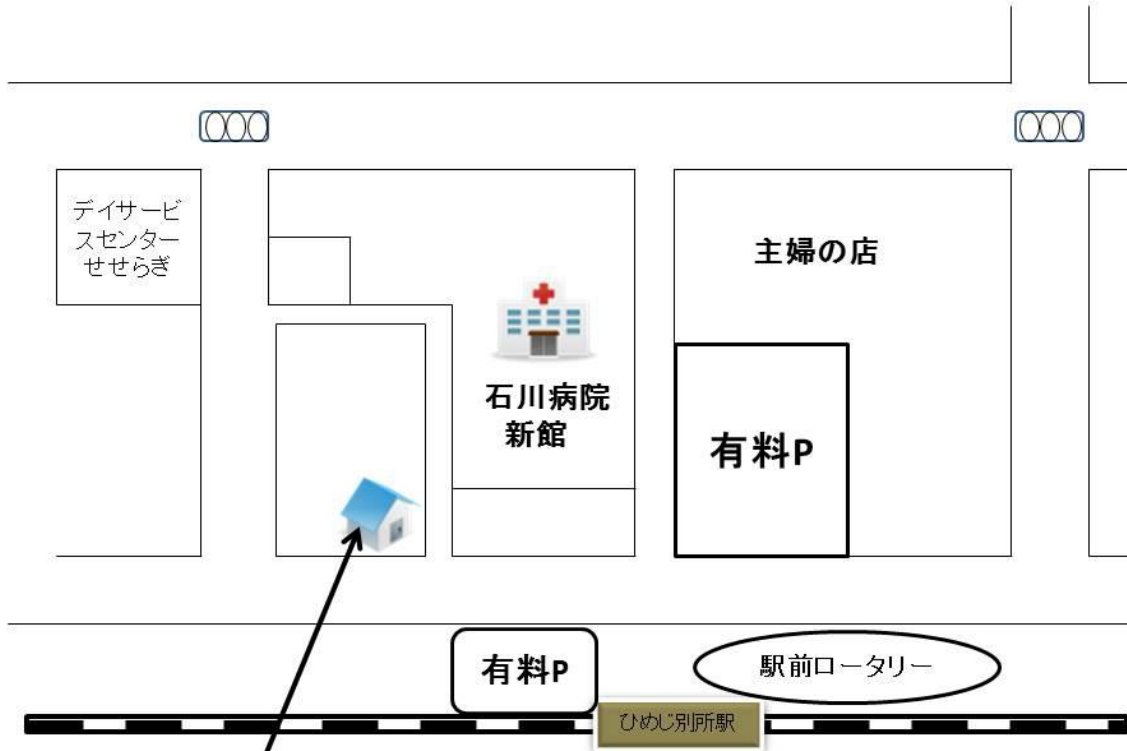 デイサービ
スセンター
せせらぎ
主婦の店
石川病院
新館
有料P
有料P
駅前ロータリー
ひめじ別所駅